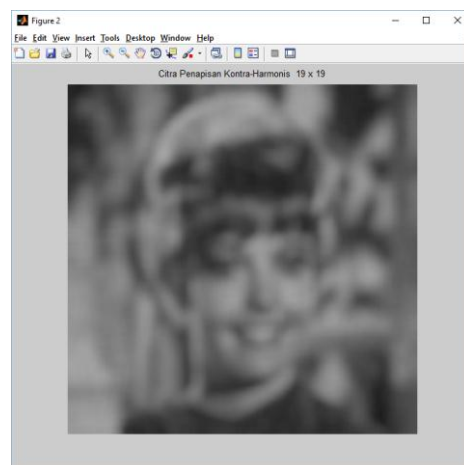 Figure 2
File Edit View Insert Tools Desktop Window Help
Citra Penapisan Kontra-Harmonis 19 x 19